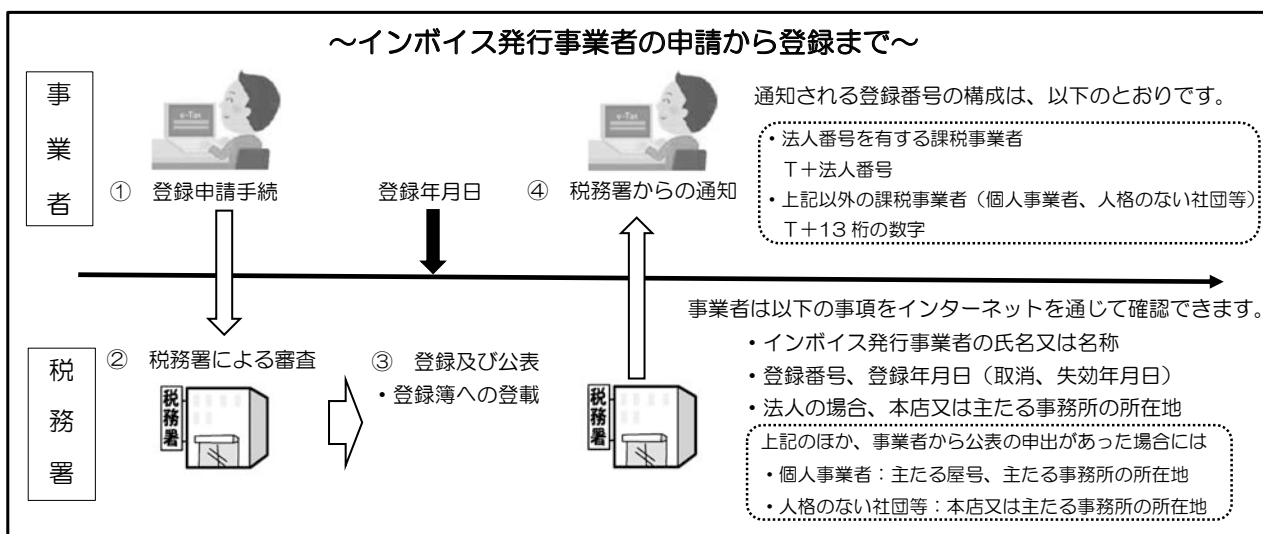 ～インボイス発行事業者の申請から登録まで～
事業者
e-Tax
e-Tax
① 登録申請手続
登録年月日
④ 税務署からの通知
通知される登録番号の構成は、以下のとおりです。
・法人番号を有する課税事業者
T＋法人番号
・上記以外の課税事業者（個人事業者、人格のない社団等）
T＋13 桁の数字
税務署
② 税務署による審査
税務署
③ 登録及び公表
・登録簿への登載
税務署
事業者は以下の事項をインターネットを通じて確認できます。
・インボイス発行事業者の氏名又は名称
・登録番号、登録年月日（取消、失効年月日）
・法人の場合、本店又は主たる事務所の所在地
上記のほか、事業者から公表の申出があった場合には
・個人事業者：主たる屋号、主たる事務所の所在地
・人格のない社団等：本店又は主たる事務所の所在地